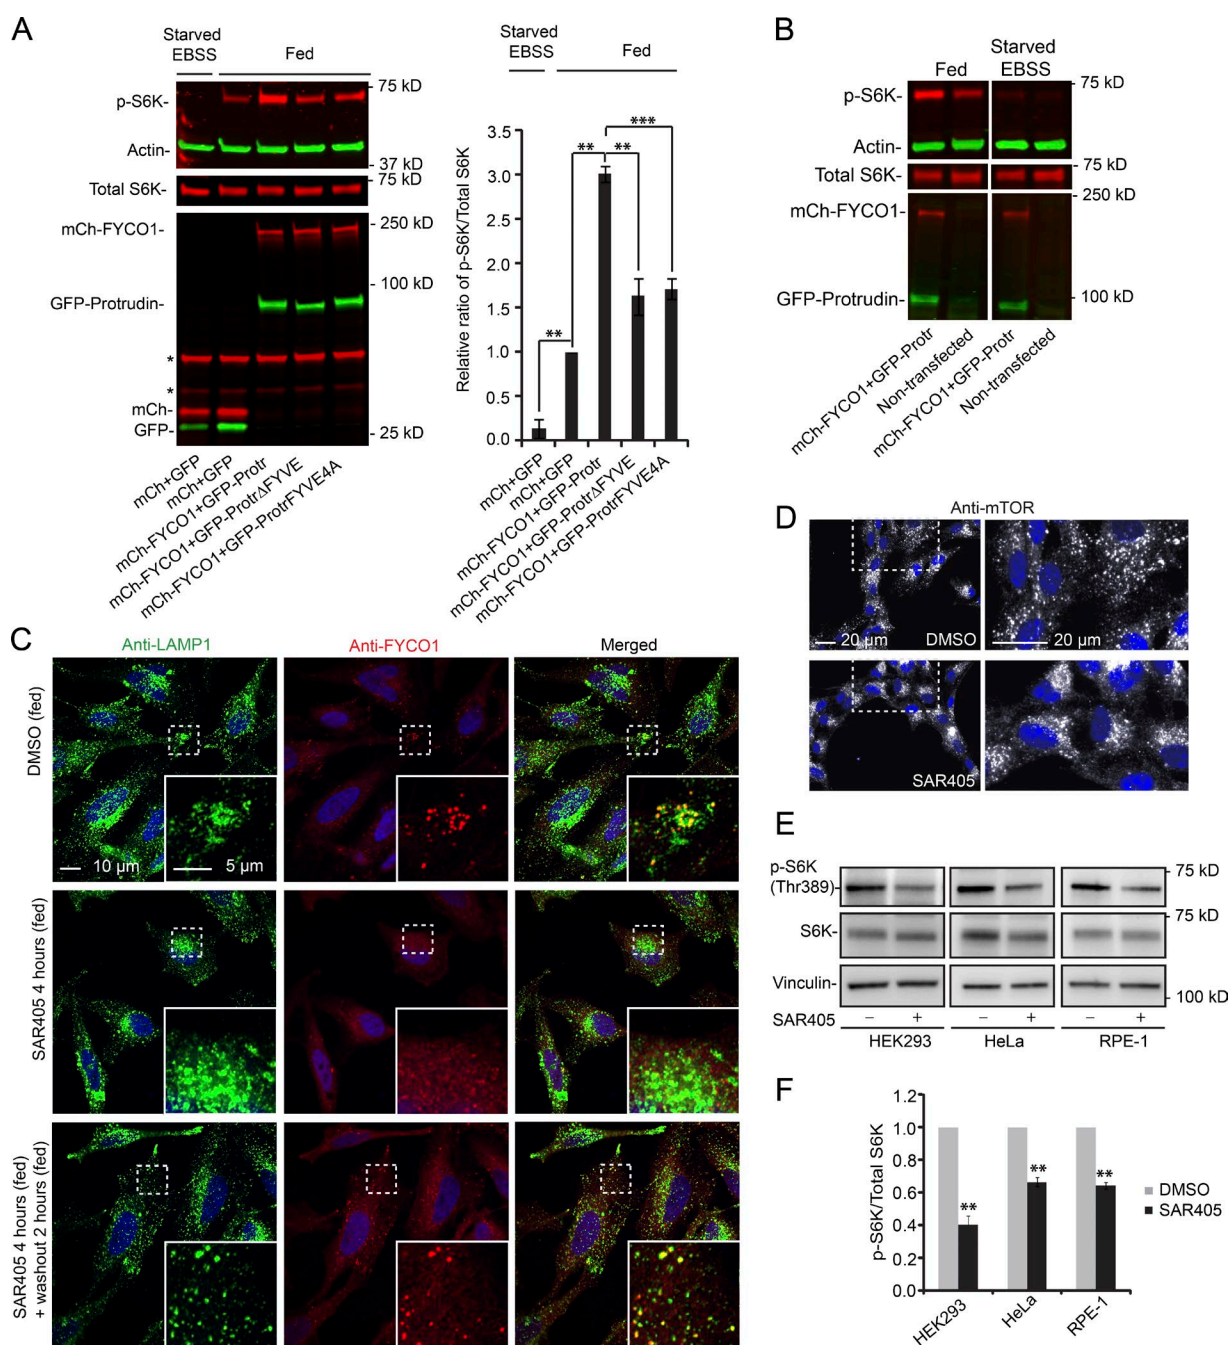 A
Starved
EBSS
Fed
75 kD
p-S6K-
Actin-
37 kD
75 kD
Total S6K-
mCh-FYCO1-
250 kD
100 kD
GFP-Protrudin-
*
*
mCh-
GFP-
25 kD
mCh+GFP
mCh+GFP
mCh-FYCO1+GFP-Protr
mCh-FYCO1+GFP-ProtrΔFYVE
mCh-FYCO1+GFP-ProtrFYVE4A
Starved
EBSS
Fed
Relative ratio of p-S6K/Total S6K
3.5
3.0
2.0
1.0
0.0
**
**
**
***
mCh+GFP
mCh+GFP
mCh-FYCO1+GFP-Protr
mCh-FYCO1+GFP-ProtrΔFYVE
mCh-FYCO1+GFP-ProtrFYVE4A
B
Fed
Starved
EBSS
75 kD
p-S6K-
Actin-
75 kD
Total S6K-
250 kD
mCh-FYCO1-
GFP-Protrudin-
100 kD
mCh-FYCO1+GFP-Protr
Non-transfected
mCh-FYCO1+GFP-Protr
Non-transfected
C
Anti-LAMP1
Anti-FYCO1
Merged
DMSO (fed)
10 µm
5 µm
SAR405 4 hours (fed)
SAR405 4 hours (fed)
+ washout 2 hours (fed)
D
Anti-mTOR
20 µm
DMSO
20 µm
SAR405
E
p-S6K
(Thr389)-
75 kD
S6K-
75 kD
Vinculin-
100 kD
SAR405 – + – + – +
HEK293 HeLa RPE-1
F
p-S6K/Total S6K
1.2
1.0
0.8
0.6
0.4
0.2
0.0
**
**
**
DMSO
SAR405
HEK293
HeLa
RPE-1